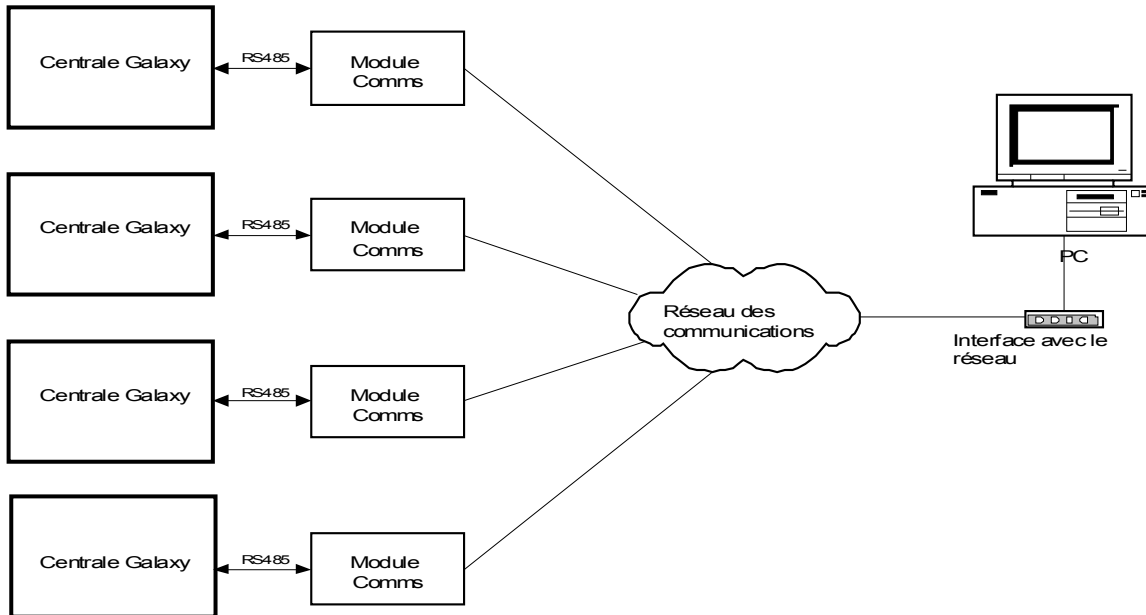 Centrale Galaxy
RS485
Module
Comms
Centrale Galaxy
RS485
Module
Comms
PC
Réseau des
communications
Interface avec le
réseau
Centrale Galaxy
RS485
Module
Comms
Centrale Galaxy
RS485
Module
Comms